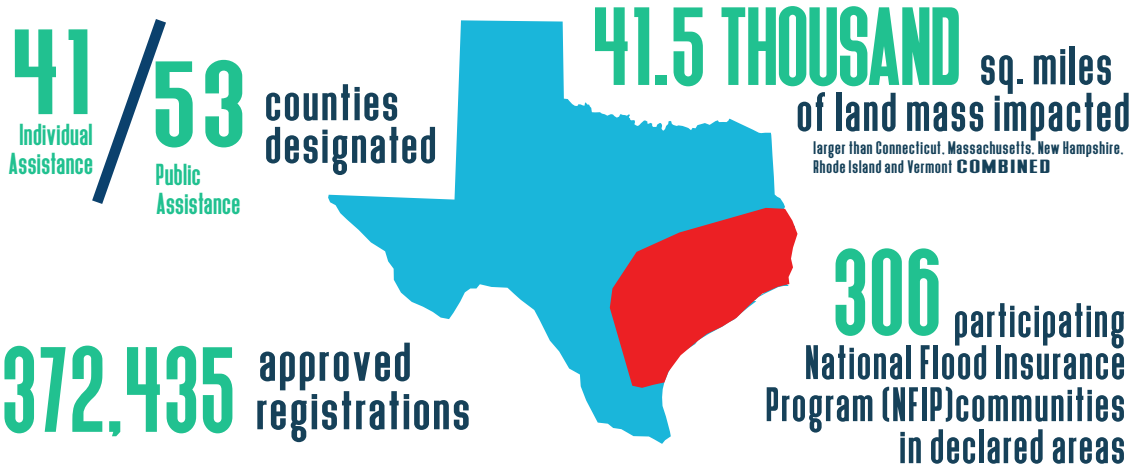 41
Individual
Assistance
/
53
Public
Assistance
counties
designated
41.5 THOUSAND sq. miles
of land mass impacted
larger than Connecticut, Massachusetts, New Hampshire,
Rhode Island and Vermont COMBINED
372,435 approved
registrations
306 participating
National Flood Insurance
Program (NFIP)communities
in declared areas